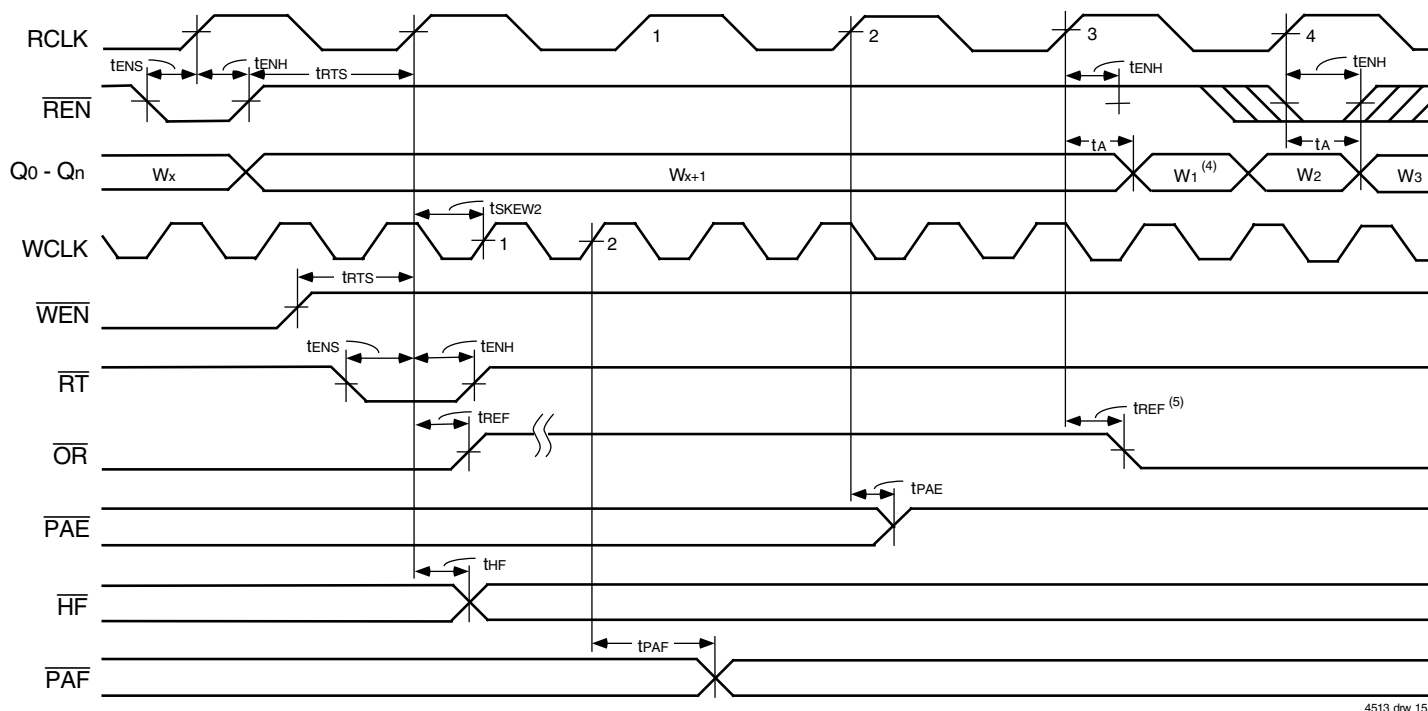 RCLK 1 2 3 4
tENS tENH tRTS tENH tENH
REN
tA tA
Q0 - Qn Wx Wx+1 W1 (4) W2 W3
tSKEW2
WCLK 1 2
tRTS
WEN
tENS tENH
RT
tREF tREF (5)
OR
tPAE
PAE
tHF
HF
tPAF
PAF
4513 drw 15